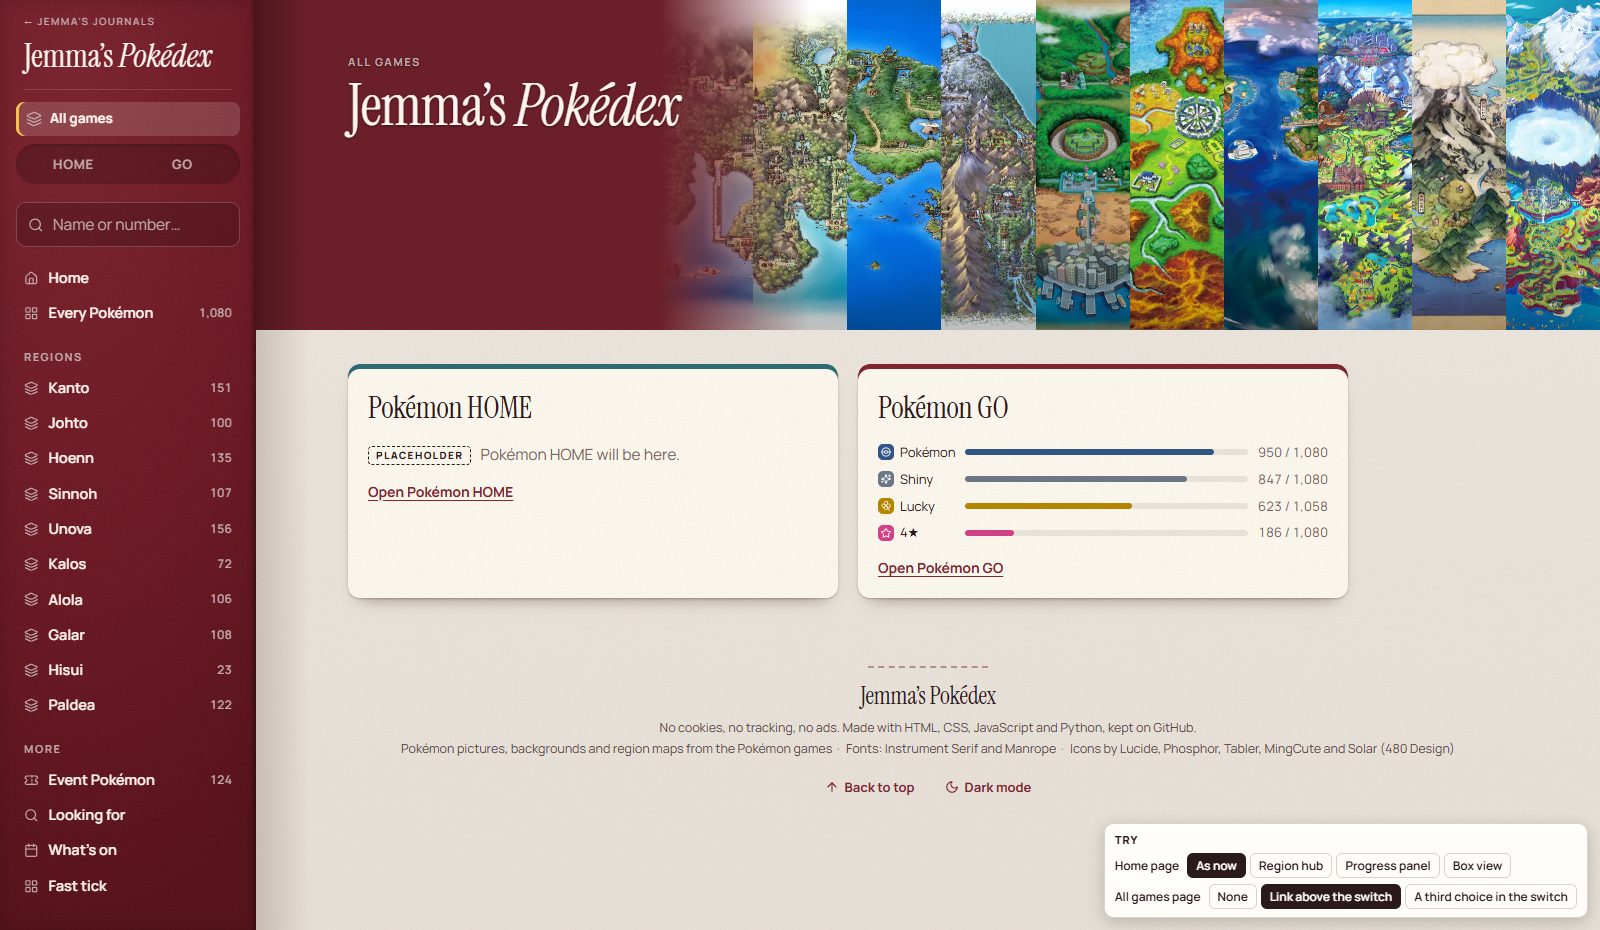 ← JEMMA'S JOURNALS
Jemma's Pokédex
All games
HOME GO
Name or number...
Home
Every Pokémon 1,080
REGIONS
Kanto 151
Johto 100
Hoenn 135
Sinnoh 107
Unova 156
Kalos 72
Alola 106
Galar 108
Hisui 23
Paldea 122
MORE
Event Pokémon 124
Looking for
What's on
Fast tick
ALL GAMES
Jemma's Pokédex
Pokémon HOME
PLACEHOLDER Pokémon HOME will be here.
Open Pokémon HOME
Pokémon GO
Pokémon 950 / 1,080
Shiny 847 / 1,080
Lucky 623 / 1,058
4★ 186 / 1,080
Open Pokémon GO
Jemma's Pokédex
No cookies, no tracking, no ads. Made with HTML, CSS, JavaScript and Python, kept on GitHub.
Pokémon pictures, backgrounds and region maps from the Pokémon games · Fonts: Instrument Serif and Manrope · Icons by Lucide, Phosphor, Tabler, MingCute and Solar (480 Design)
↑ Back to top Dark mode
TRY
Home page As now Region hub Progress panel Box view
All games page None Link above the switch A third choice in the switch